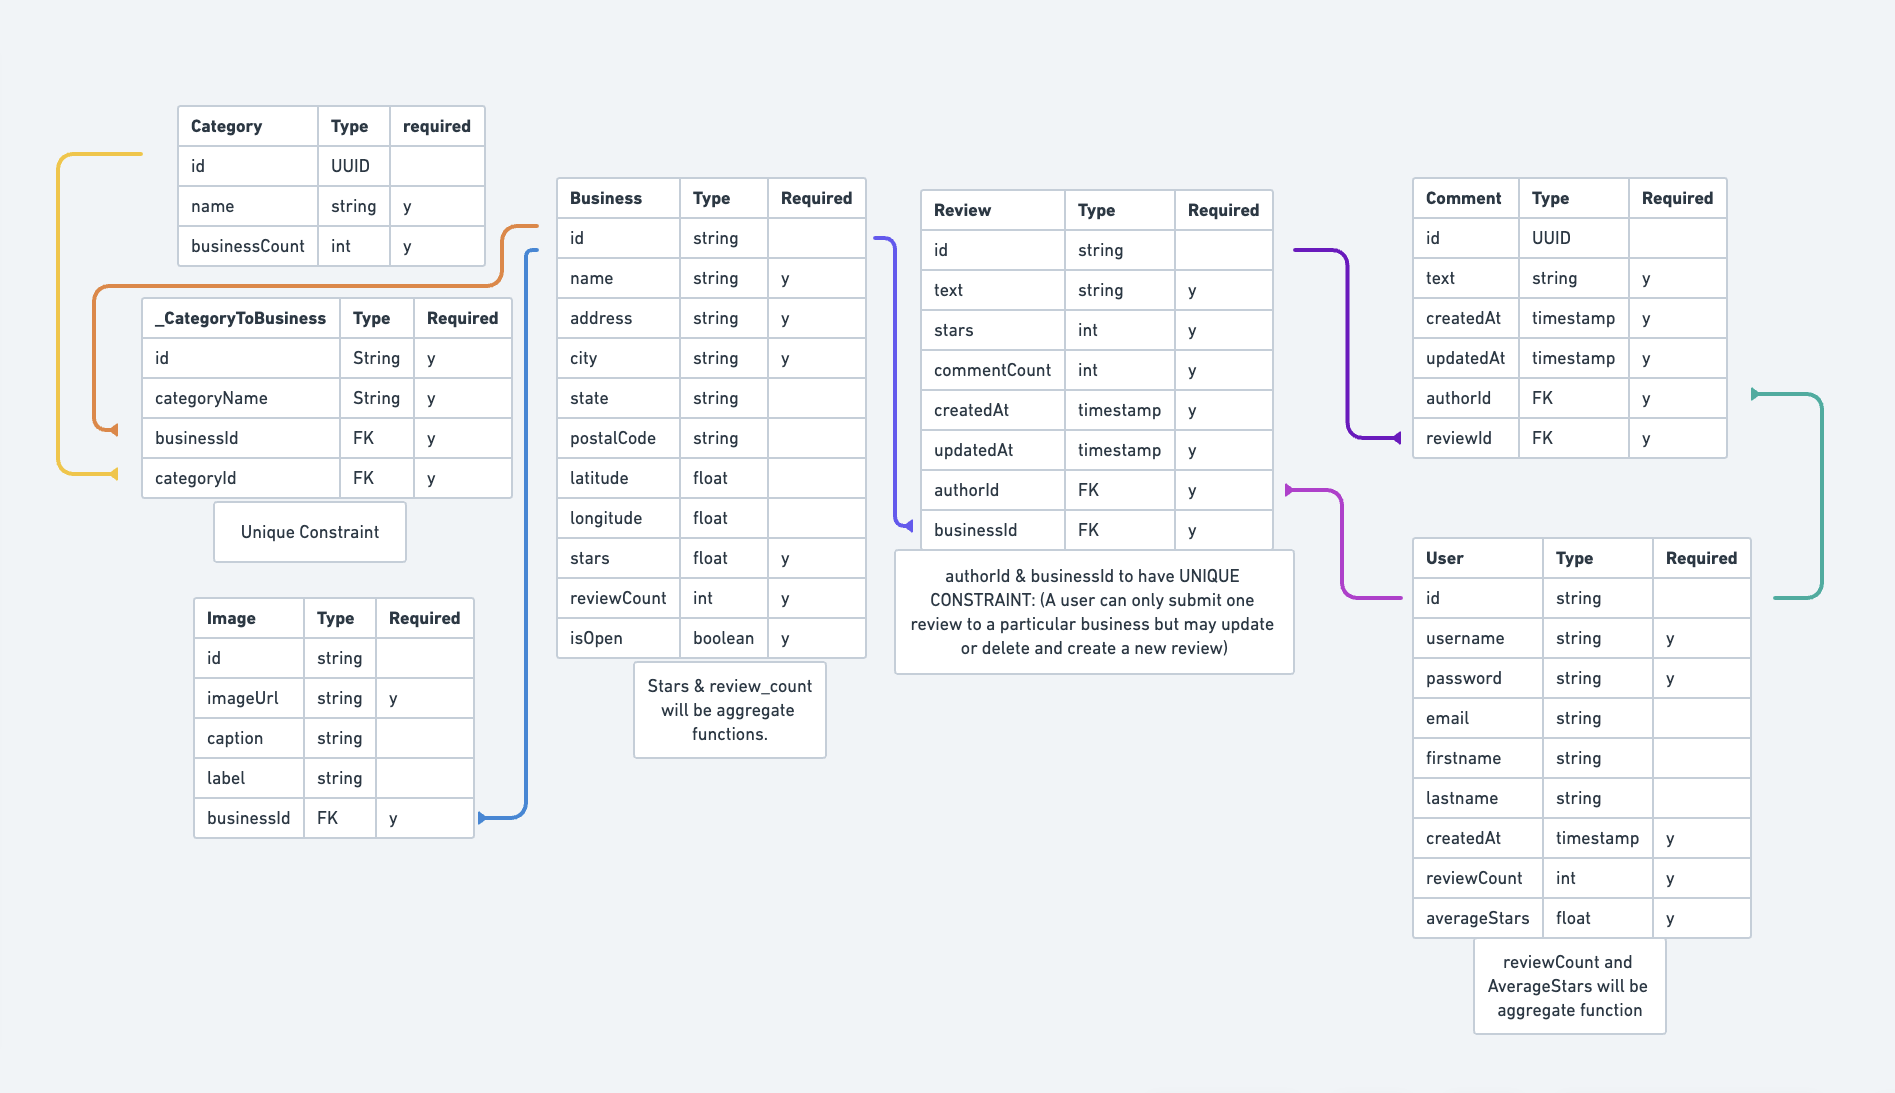 Category Type required
id UUID
name string y
businessCount int y
_CategoryToBusiness Type Required
id String y
categoryName String y
businessId FK y
categoryId FK y
Unique Constraint
Image Type Required
id string
imageUrl string y
caption string
label string
businessId FK y
Business Type Required
id string
name string y
address string y
city string y
state string
postalCode string
latitude float
longitude float
stars float y
reviewCount int y
isOpen boolean y
Stars & review_count
will be aggregate
functions.
Review Type Required
id string
text string y
stars int y
commentCount int y
createdAt timestamp y
updatedAt timestamp y
authorId FK y
businessId FK y
authorId & businessId to have UNIQUE
CONSTRAINT: (A user can only submit one
review to a particular business but may update
or delete and create a new review)
Comment Type Required
id UUID
text string y
createdAt timestamp y
updatedAt timestamp y
authorId FK y
reviewId FK y
User Type Required
id string
username string y
password string y
email string
firstname string
lastname string
createdAt timestamp y
reviewCount int y
averageStars float y
reviewCount and
AverageStars will be
aggregate function